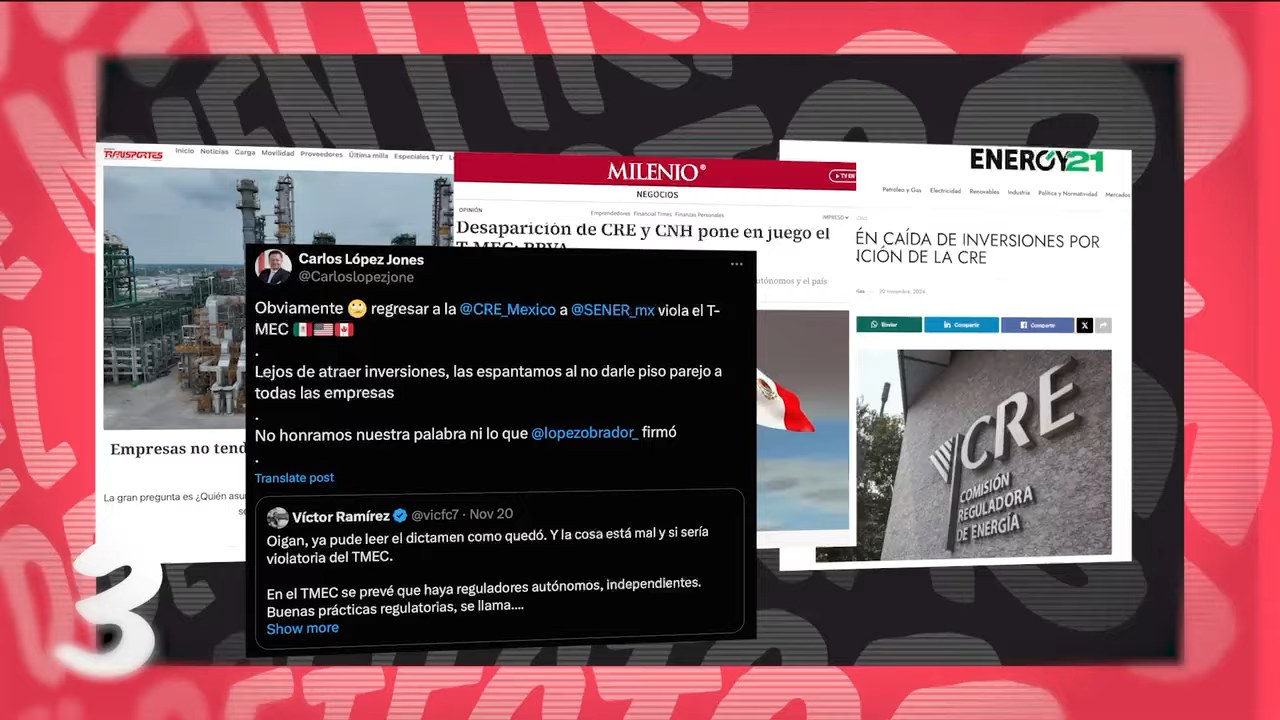 TRANSPORTES
Inicio Noticias Carga Movilidad Proveedores Última milla Especiales TyT
Empresas no tend
La gran pregunta es ¿Quién asu
MILENIO®
TV EN
NEGOCIOS
OPINIÓN
Emprendedores Financial Times Finanzas Personales
IMPRESO
Desaparición de CRE y CNH pone en juego el
T-MEC: BBVA
autónomos y el país
ENERGY21
Petróleo y Gas Electricidad Renovables Industria Política y Normatividad Mercados
ÉN CAÍDA DE INVERSIONES POR
NCIÓN DE LA CRE
20 noviembre, 2024
Enviar
Compartir
Compartir
X
CRE
COMISIÓN
REGULADORA
DE ENERGÍA
Carlos López Jones
@Carloslopezjone
Obviamente 🙄 regresar a la @CRE_Mexico a @SENER_mx viola el T-
MEC 🇲🇽🇺🇸🇨🇦
.
Lejos de atraer inversiones, las espantamos al no darle piso parejo a
todas las empresas
.
No honramos nuestra palabra ni lo que @lopezobrador_ firmó
.
Translate post
Víctor Ramírez @vicfc7 · Nov 20
Oigan, ya pude leer el dictamen como quedó. Y la cosa está mal y si sería
violatoria del TMEC.
En el TMEC se prevé que haya reguladores autónomos, independientes.
Buenas prácticas regulatorias, se llama....
Show more
3